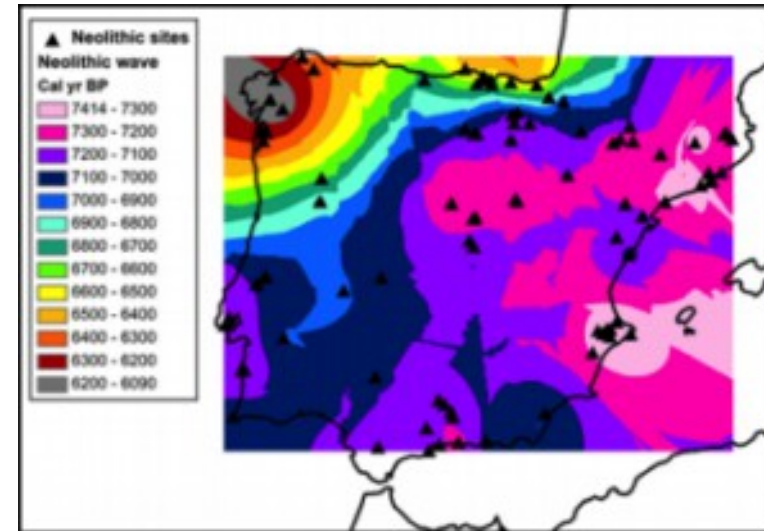 Neolithic sites
Neolithic wave
Cal yr BP
7414 - 7300
7300 - 7200
7200 - 7100
7100 - 7000
7000 - 6900
6900 - 6800
6800 - 6700
6700 - 6600
6600 - 6500
6500 - 6400
6400 - 6300
6300 - 6200
6200 - 6090